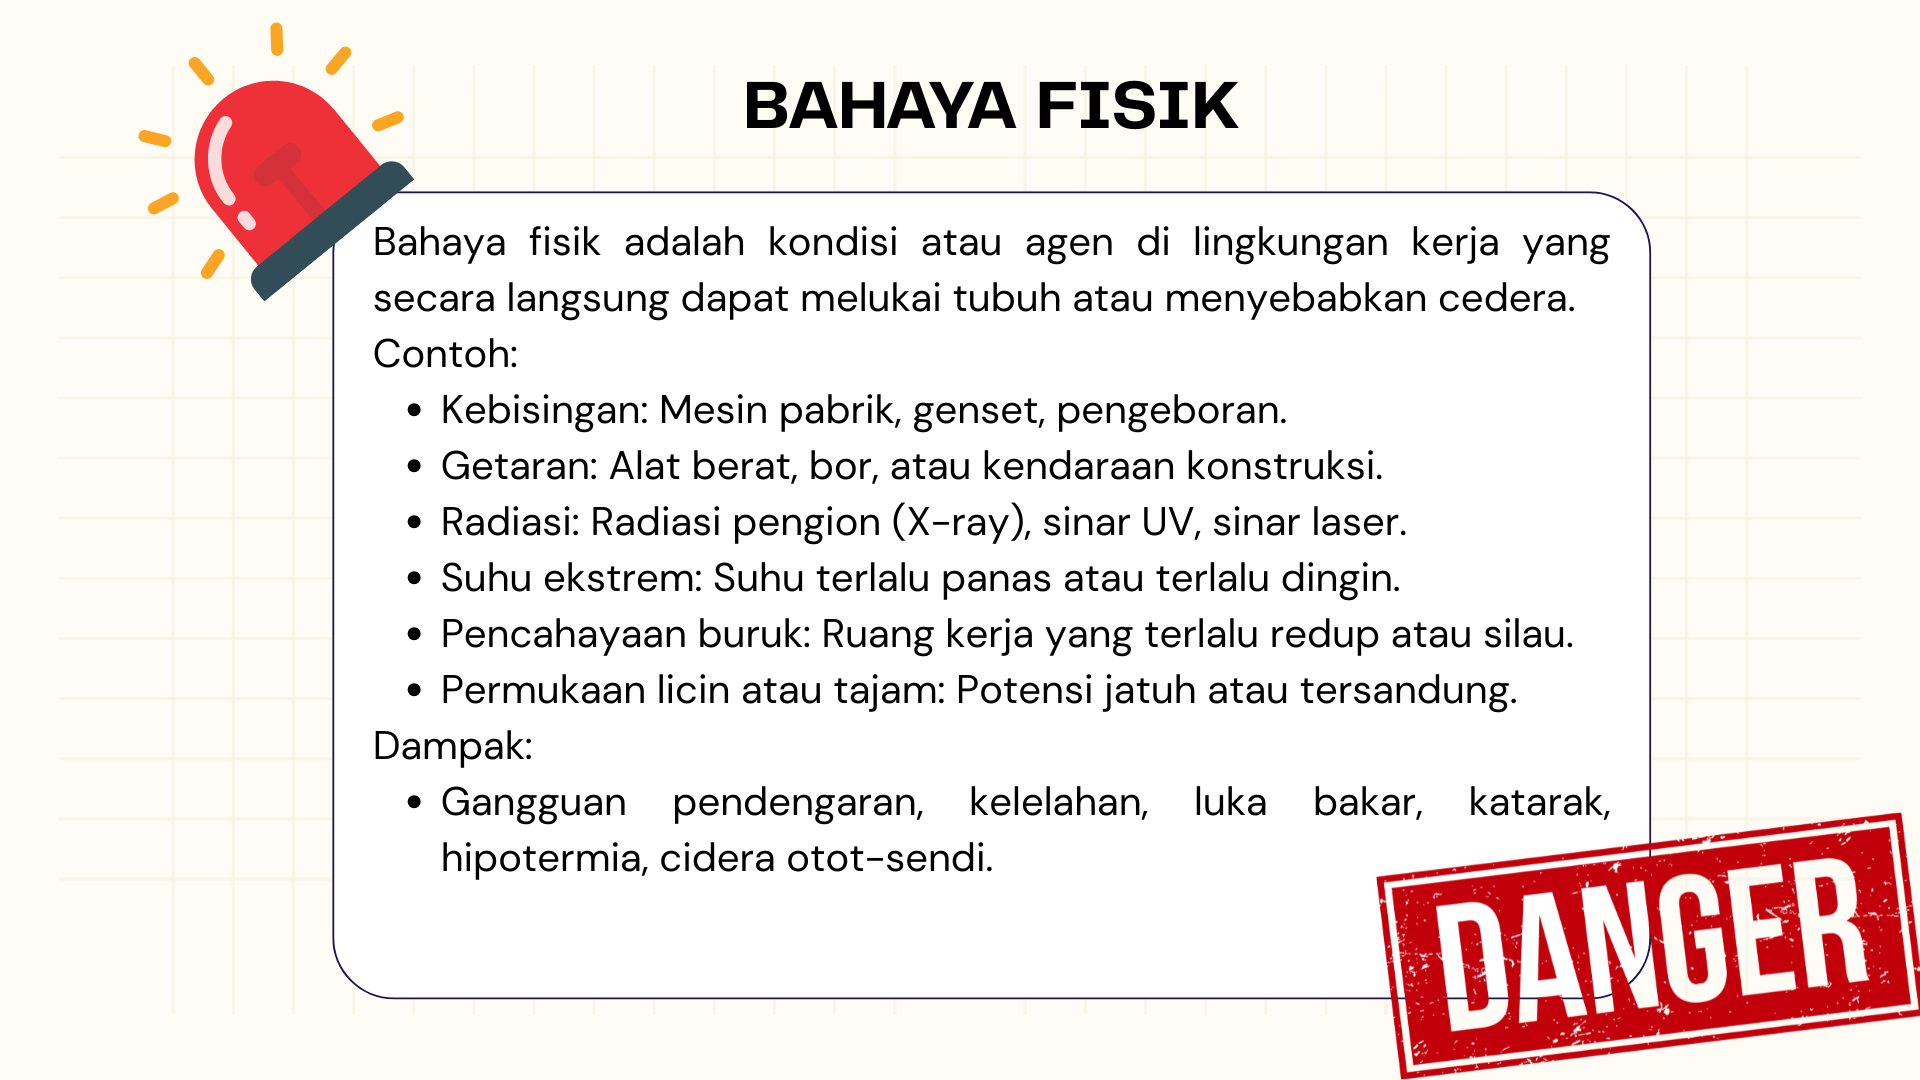 BAHAYA FISIK
Bahaya fisik adalah kondisi atau agen di lingkungan kerja yang
secara langsung dapat melukai tubuh atau menyebabkan cedera.
Contoh:
• Kebisingan: Mesin pabrik, genset, pengeboran.
• Getaran: Alat berat, bor, atau kendaraan konstruksi.
• Radiasi: Radiasi pengion (X-ray), sinar UV, sinar laser.
• Suhu ekstrem: Suhu terlalu panas atau terlalu dingin.
• Pencahayaan buruk: Ruang kerja yang terlalu redup atau silau.
• Permukaan licin atau tajam: Potensi jatuh atau tersandung.
Dampak:
• Gangguan pendengaran, kelelahan, luka bakar, katarak,
hipotermia, cidera otot-sendi.
DANGER